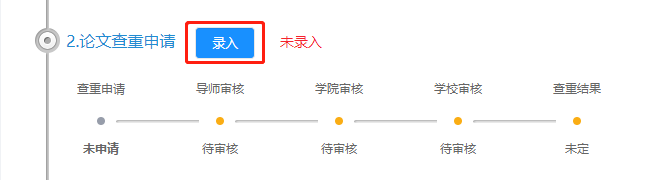 2.论文查重申请 录入 未录入
查重申请 导师审核 学院审核 学校审核 查重结果
未申请 待审核 待审核 待审核 未定